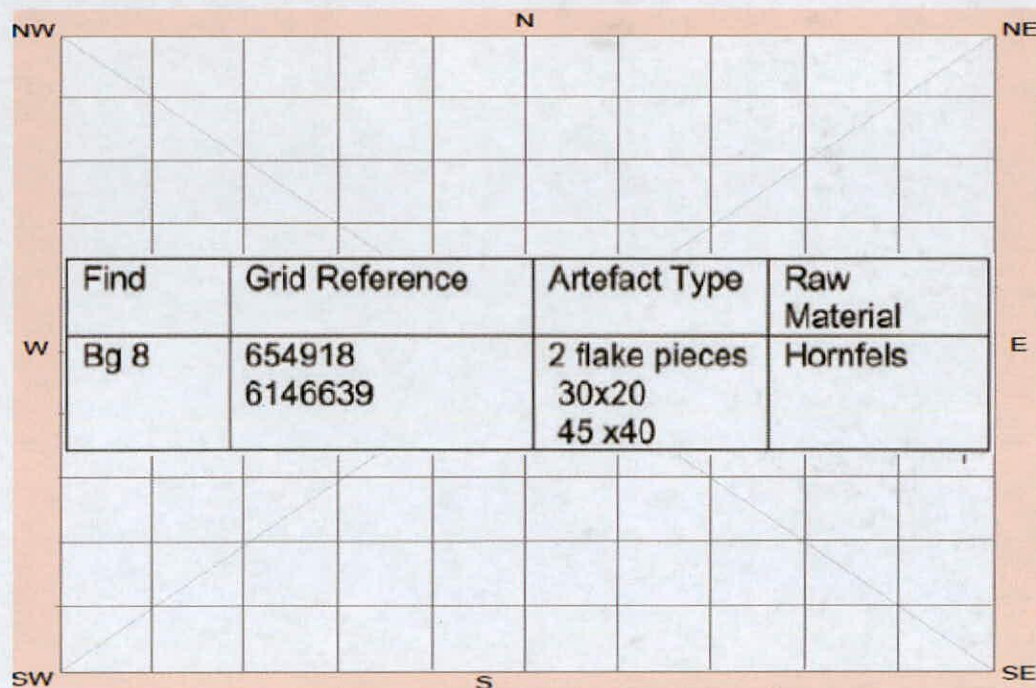 NW N NE
Find Grid Reference Artefact Type Raw Material
W E
Bg 8 654918 6146639 2 flake pieces 30x20 45 x40 Hornfels
SW S SE